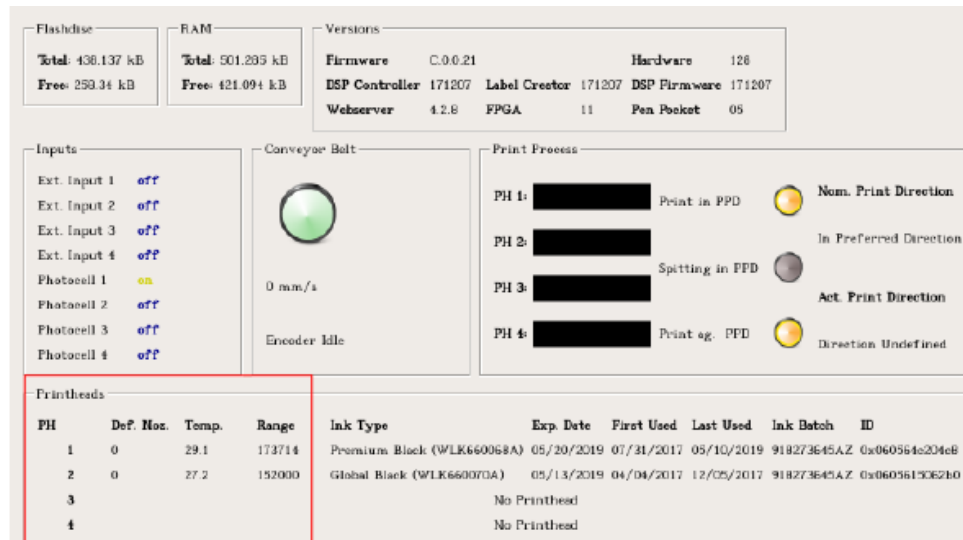 Flashdisc RAM Versions
Total: 438.137 kB Total: 501.285 kB Firmware C.0.0.21 Hardware 128
Free: 258.34 kB Free: 421.094 kB DSP Controller 171207 Label Creator 171207 DSP Firmware 171207
Webserver 4.2.8 FPGA 11 Pen Pocket 05
Inputs Conveyor Belt Print Process
Ext. Input 1 off
Ext. Input 2 off
Ext. Input 3 off
Ext. Input 4 off
Photocell 1 on
Photocell 2 off
Photocell 3 off
Photocell 4 off
0 mm/s
Encoder Idle
PH 1:
PH 2:
PH 3:
PH 4:
Print in PPD
Spitting in PPD
Print ag. PPD
Nom. Print Direction
In Preferred Direction
Act. Print Direction
Direction Undefined
Printheads
PH Def. Noz. Temp. Range Ink Type Exp. Date First Used Last Used Ink Batch ID
1 0 29.1 173714 Premium Black (WLK660068A) 05/20/2019 07/31/2017 05/10/2019 918273645AZ 0x060564e204e8
2 0 27.2 152000 Global Black (WLK660070A) 05/13/2019 04/04/2017 12/05/2017 918273645AZ 0x0605615062b0
3 No Printhead
4 No Printhead